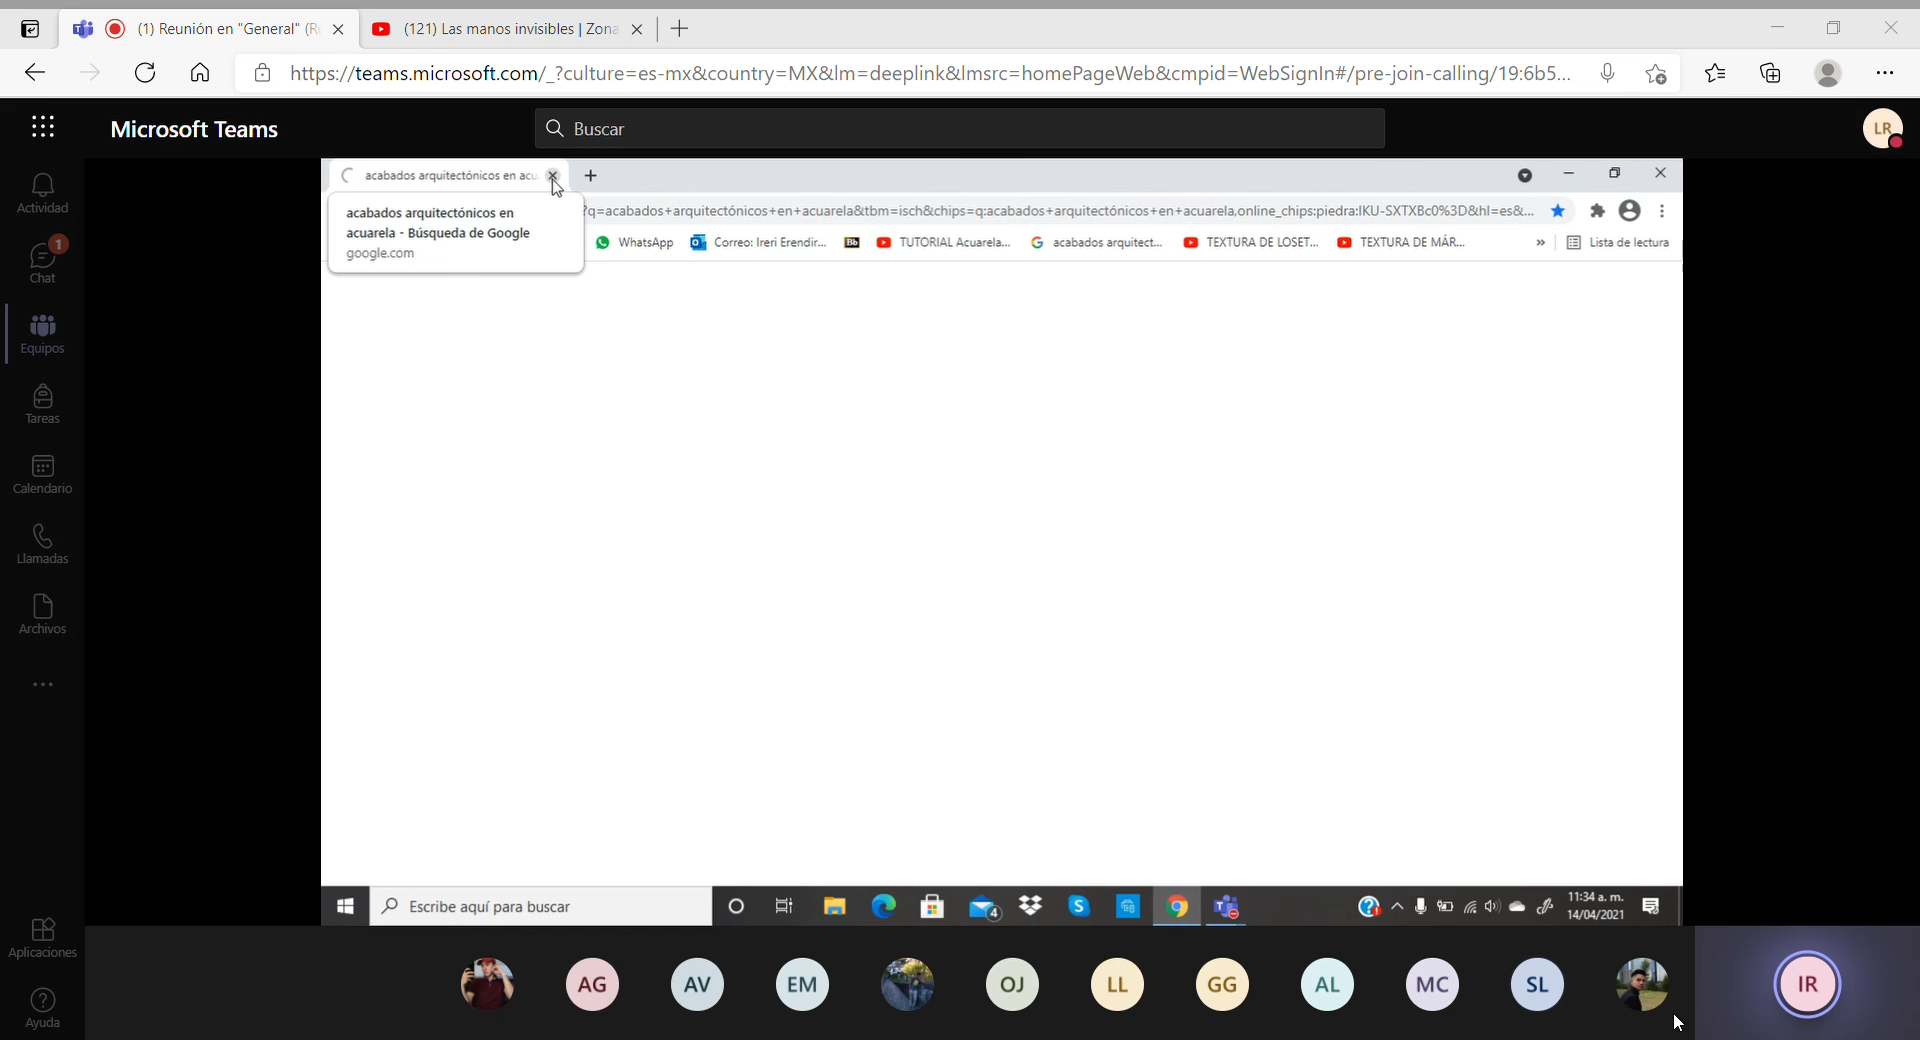 (1) Reunión en "General" (Re
(121) Las manos invisibles | Zona
https://teams.microsoft.com/_?culture=es-mx&country=MX&lm=deeplink&lmsrc=homePageWeb&cmpid=WebSignIn#/pre-join-calling/19:6b5...
Microsoft Teams
Buscar
LR
Actividad
1
Chat
Equipos
Tareas
Calendario
Llamadas
Archivos
Aplicaciones
Ayuda
acabados arquitectónicos en acu
acabados arquitectónicos en
acuarela - Búsqueda de Google
google.com
?q=acabados+arquitectónicos+en+acuarela&tbm=isch&chips=q:acabados+arquitectónicos+en+acuarela,online_chips:piedra:IKU-SXTXBc0%3D&hl=es&...
WhatsApp
Correo: Ireri Erendir...
Bb
TUTORIAL Acuarela...
acabados arquitect...
TEXTURA DE LOSET...
TEXTURA DE MÁR...
»
Lista de lectura
Escribe aquí para buscar
4
11:34 a. m.
14/04/2021
AG
AV
EM
OJ
LL
GG
AL
MC
SL
IR